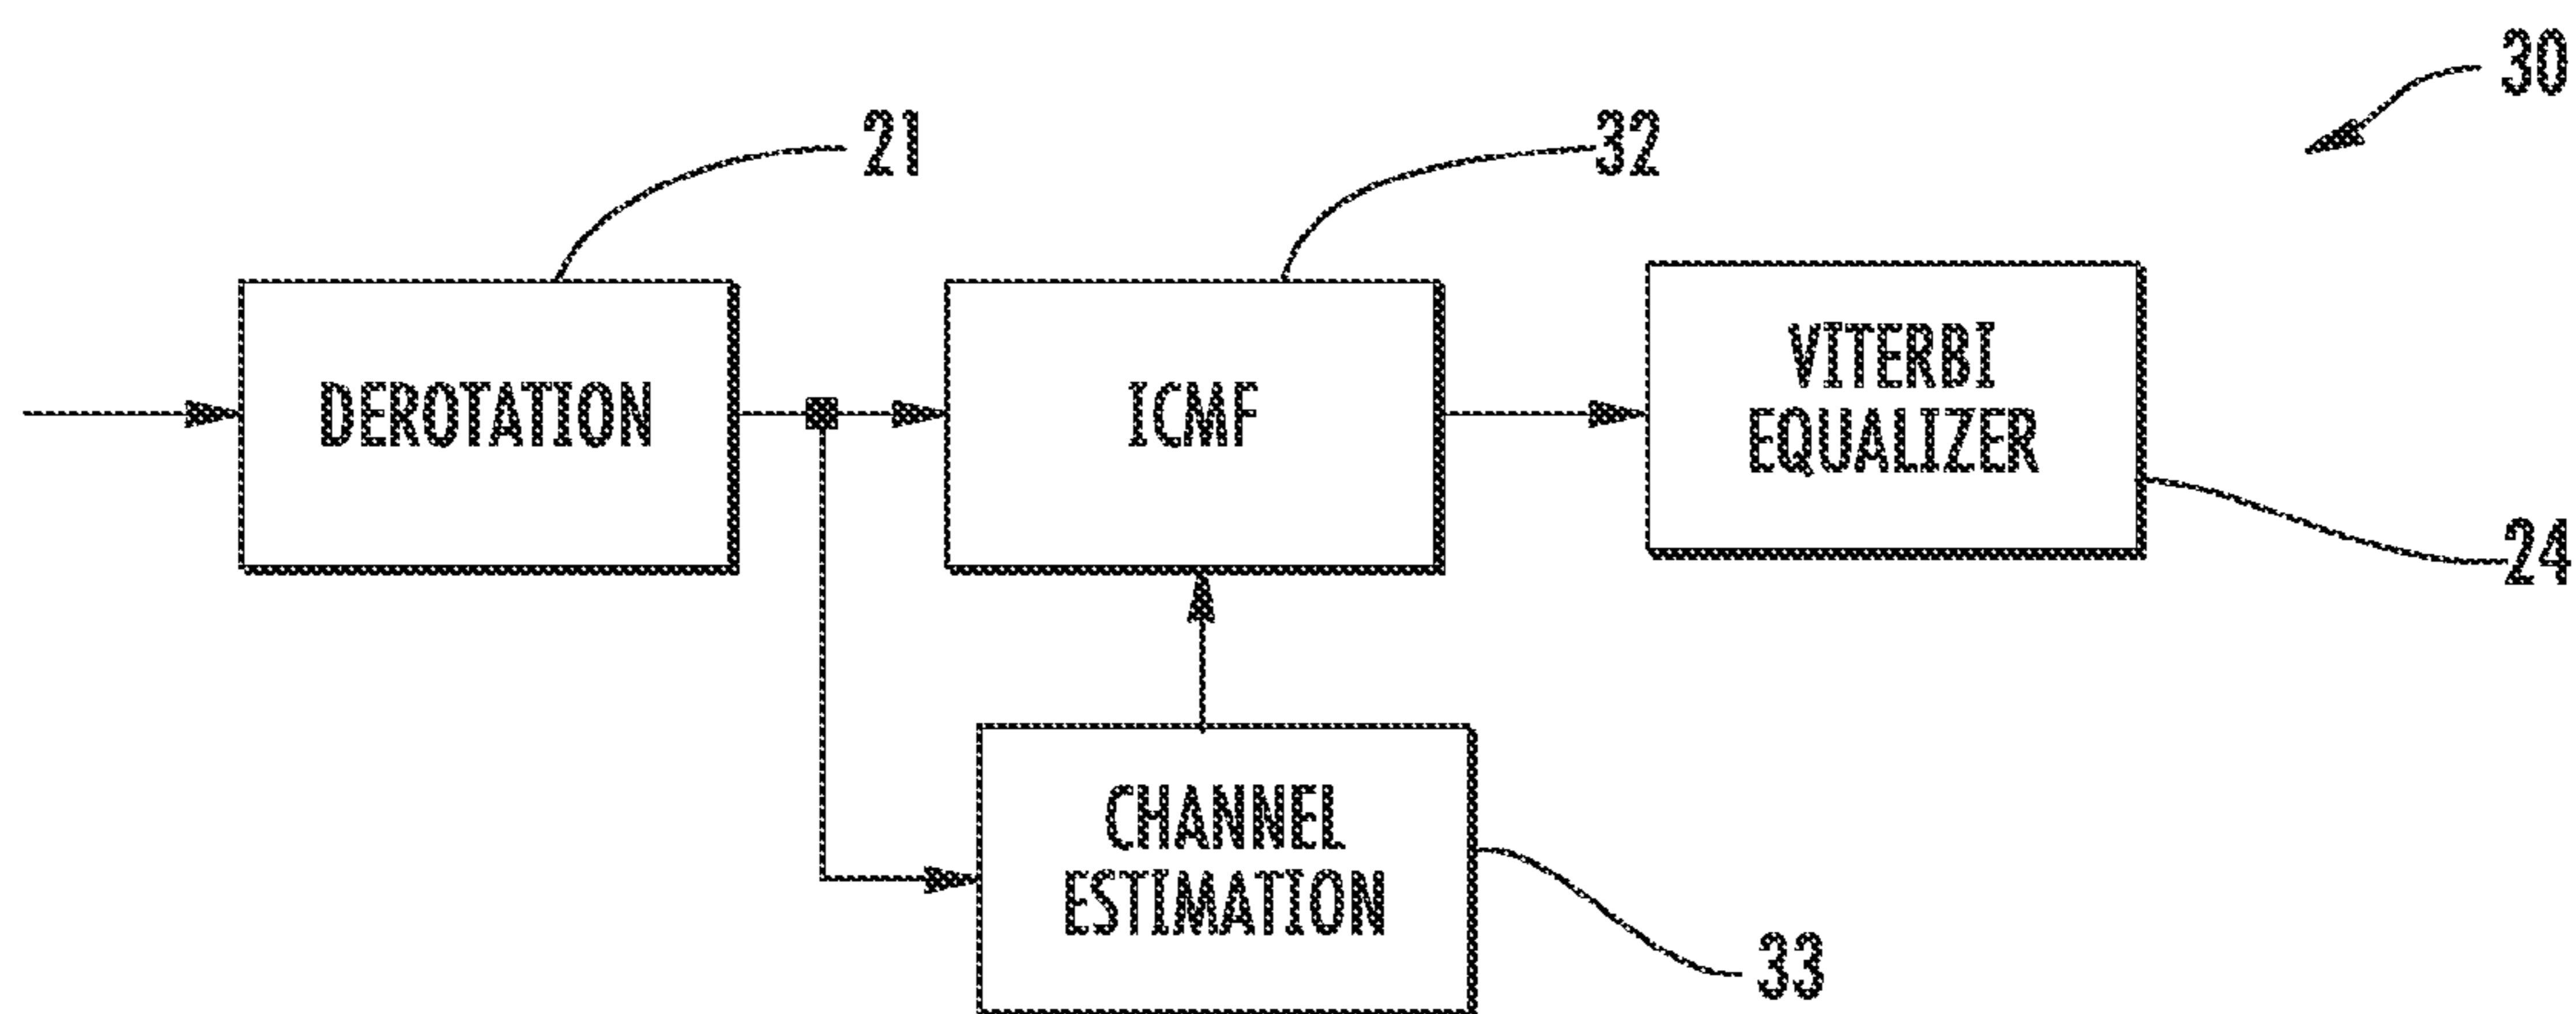 30
21
32
DEROTATION
ICMF
VITERBI
EQUALIZER
24
CHANNEL
ESTIMATION
33